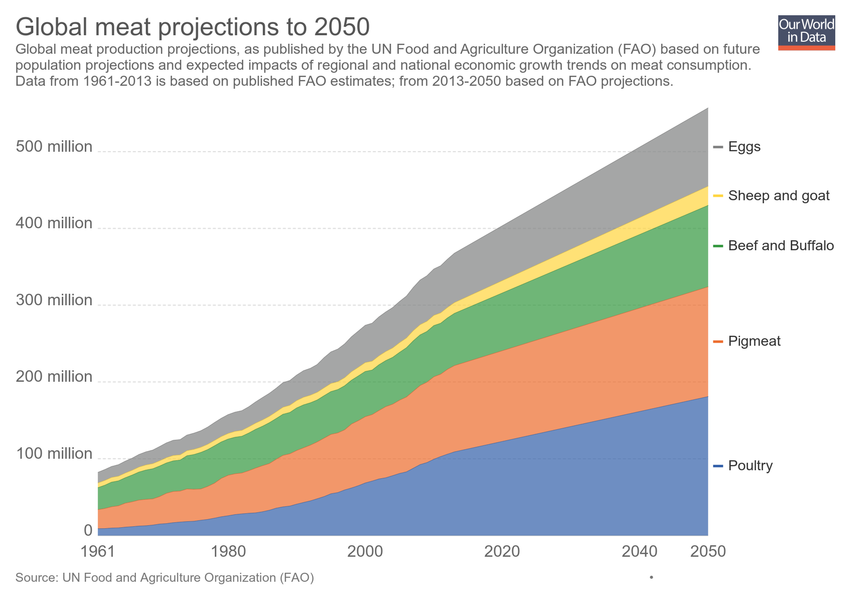 Global meat projections to 2050
Our World
in Data
Global meat production projections, as published by the UN Food and Agriculture Organization (FAO) based on future
population projections and expected impacts of regional and national economic growth trends on meat consumption.
Data from 1961-2013 is based on published FAO estimates; from 2013-2050 based on FAO projections.
500 million
400 million
300 million
200 million
100 million
0
Eggs
Sheep and goat
Beef and Buffalo
Pigmeat
Poultry
1961
1980
2000
2020
2040
2050
Source: UN Food and Agriculture Organization (FAO)